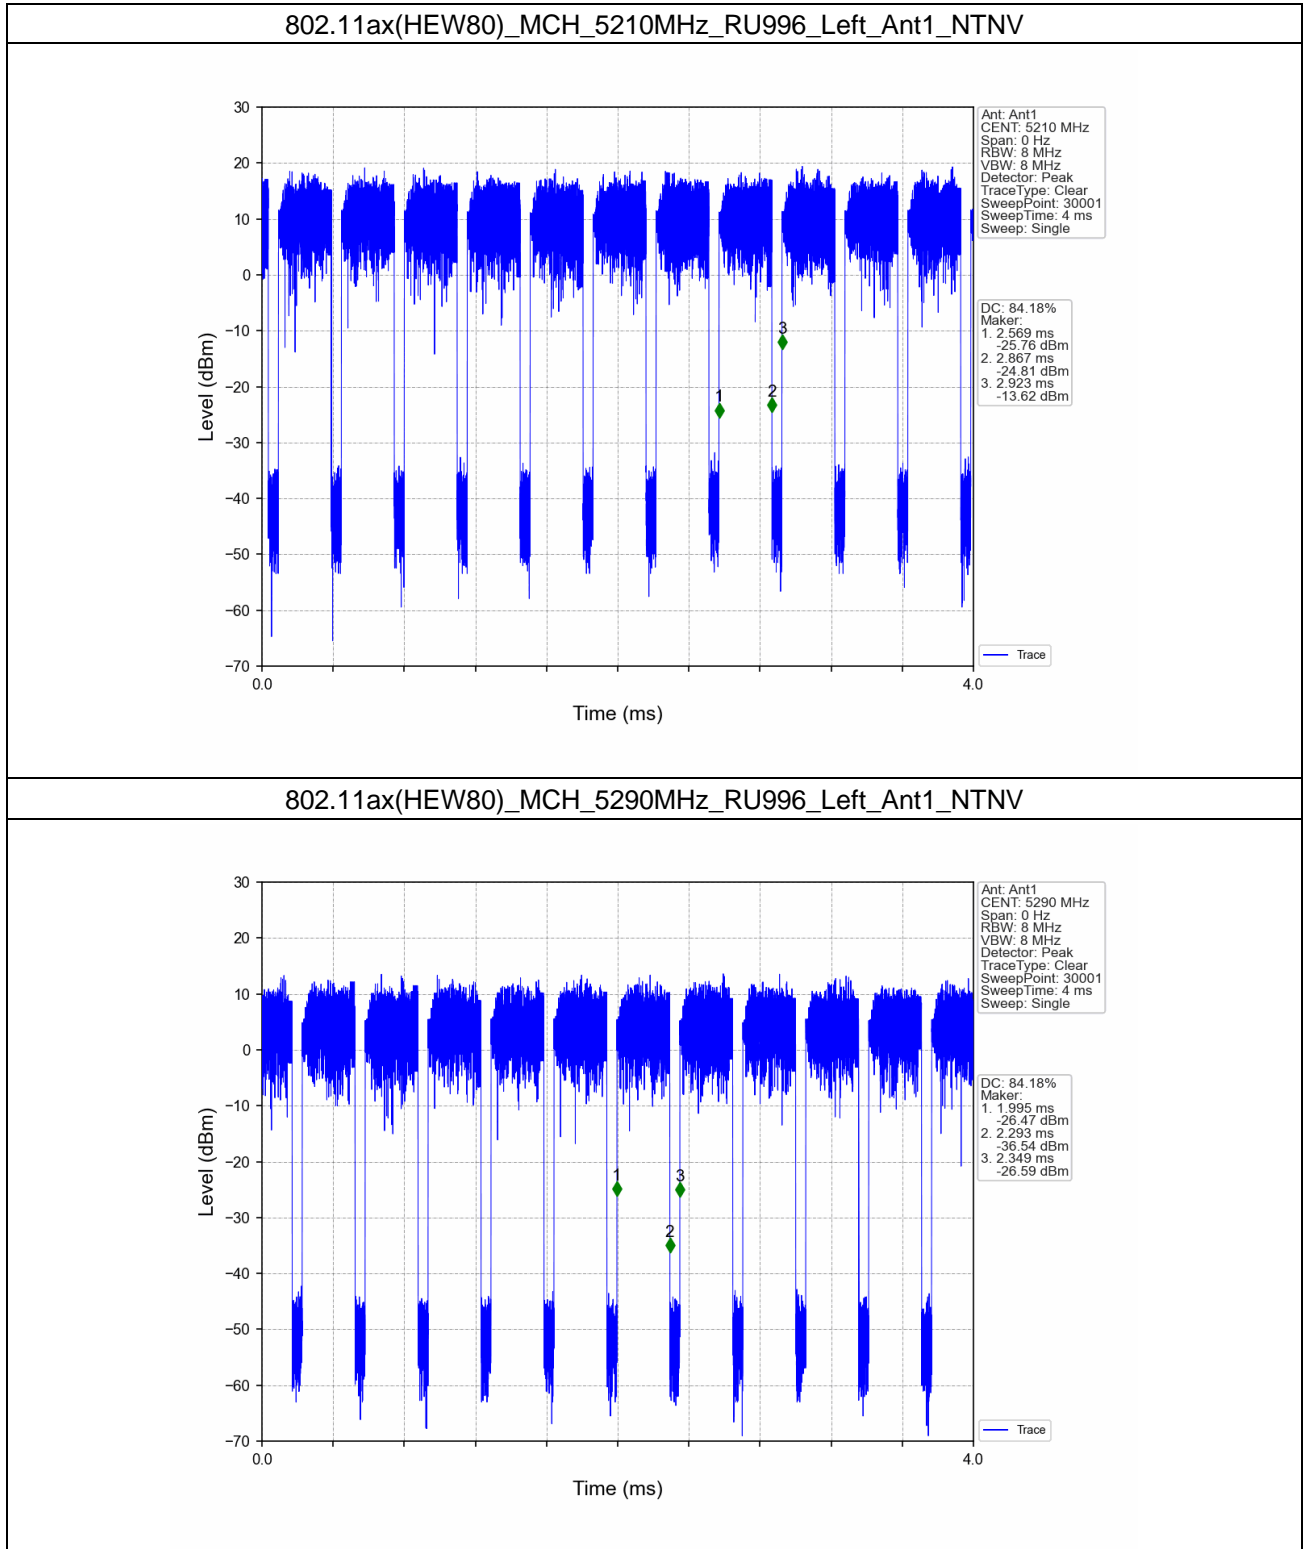 802.11ax(HEW80)_MCH_5210MHz_RU996_Left_Ant1_NTNV
30
20
10
0
−10
−20
−30
−40
−50
−60
−70
Level (dBm)
0.0
4.0
Time (ms)
1
2
3
Ant: Ant1
CENT: 5210 MHz
Span: 0 Hz
RBW: 8 MHz
VBW: 8 MHz
Detector: Peak
TraceType: Clear
SweepPoint: 30001
SweepTime: 4 ms
Sweep: Single
DC: 84.18%
Maker:
1. 2.569 ms
-25.76 dBm
2. 2.867 ms
-24.81 dBm
3. 2.923 ms
-13.62 dBm
Trace
802.11ax(HEW80)_MCH_5290MHz_RU996_Left_Ant1_NTNV
30
20
10
0
−10
−20
−30
−40
−50
−60
−70
Level (dBm)
0.0
4.0
Time (ms)
1
2
3
Ant: Ant1
CENT: 5290 MHz
Span: 0 Hz
RBW: 8 MHz
VBW: 8 MHz
Detector: Peak
TraceType: Clear
SweepPoint: 30001
SweepTime: 4 ms
Sweep: Single
DC: 84.18%
Maker:
1. 1.995 ms
-26.47 dBm
2. 2.293 ms
-36.54 dBm
3. 2.349 ms
-26.59 dBm
Trace